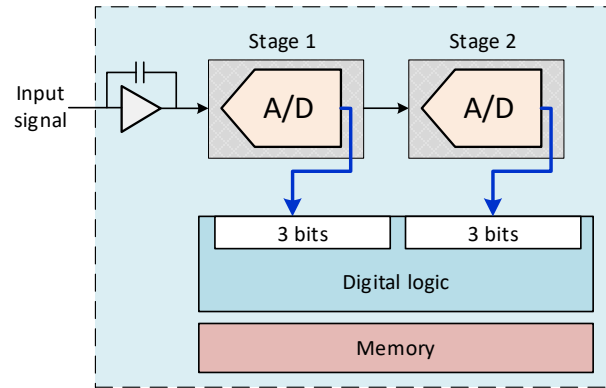 Stage 1
Stage 2
Input
signal
A/D
A/D
3 bits
3 bits
Digital logic
Memory